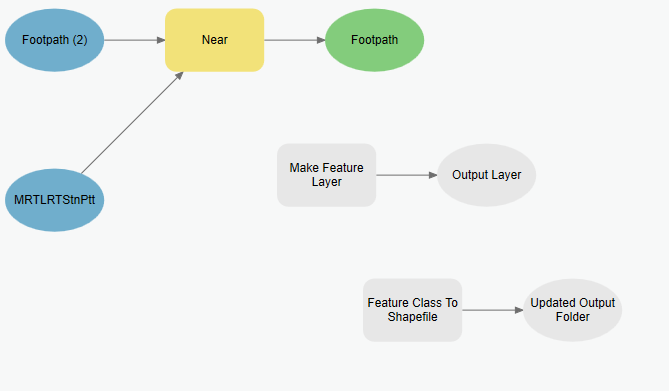 Footpath (2)
Near
Footpath
Make Feature
Layer
Output Layer
MRTLRTStnPtt
Feature Class To
Shapefile
Updated Output
Folder